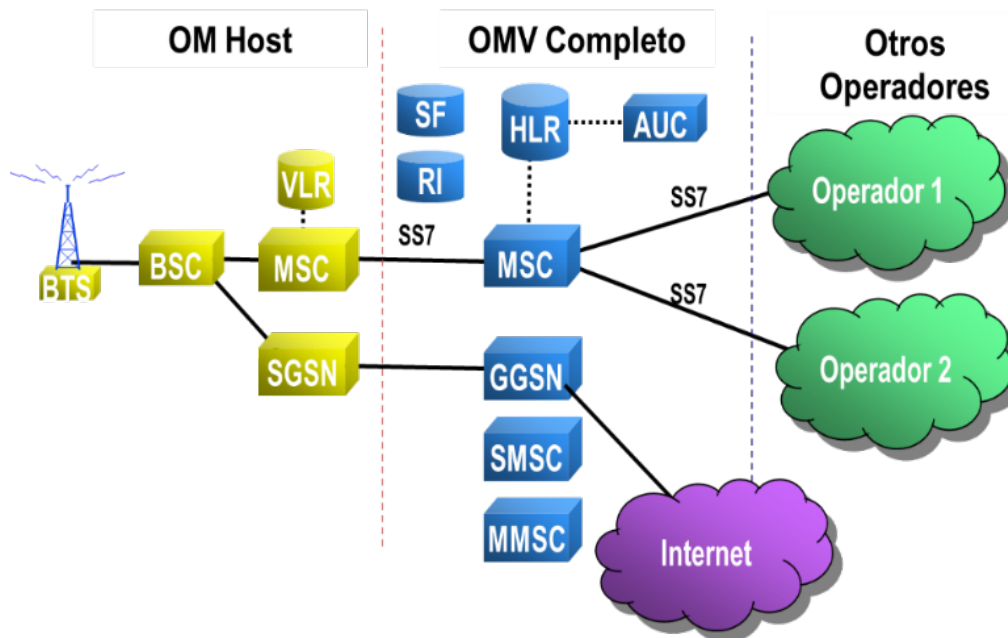 OM Host
OMV Completo
Otros
Operadores
SF
HLR
AUC
RI
VLR
Operador 1
SS7
SS7
BTS
BSC
MSC
MSC
SS7
SGSN
GGSN
Operador 2
SMSC
MMSC
Internet